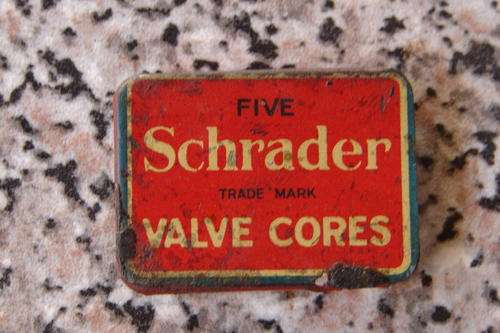 FIVE
Schrader
TRADE MARK
VALVE CORES